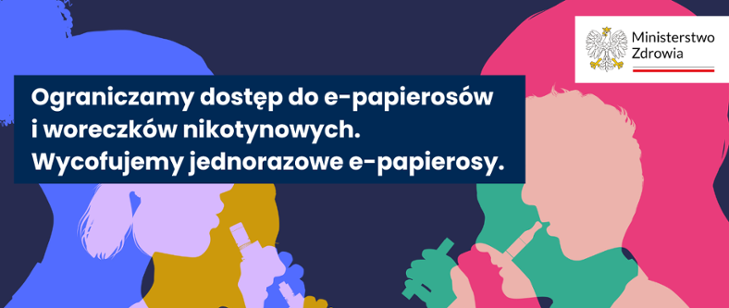 Ministerstwo
Zdrowia
Ograniczamy dostęp do e-papierosów
i woreczków nikotynowych.
Wycofujemy jednorazowe e-papierosy.